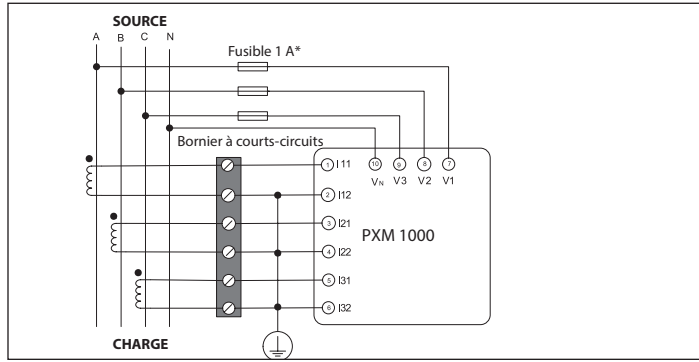 SOURCE
A B C N
Fusible 1 A*
Bornier à courts-circuits
1 I11
10 9 8 7
VN V3 V2 V1
2 I12
3 I21
PXM 1000
4 I22
5 I31
6 I32
CHARGE